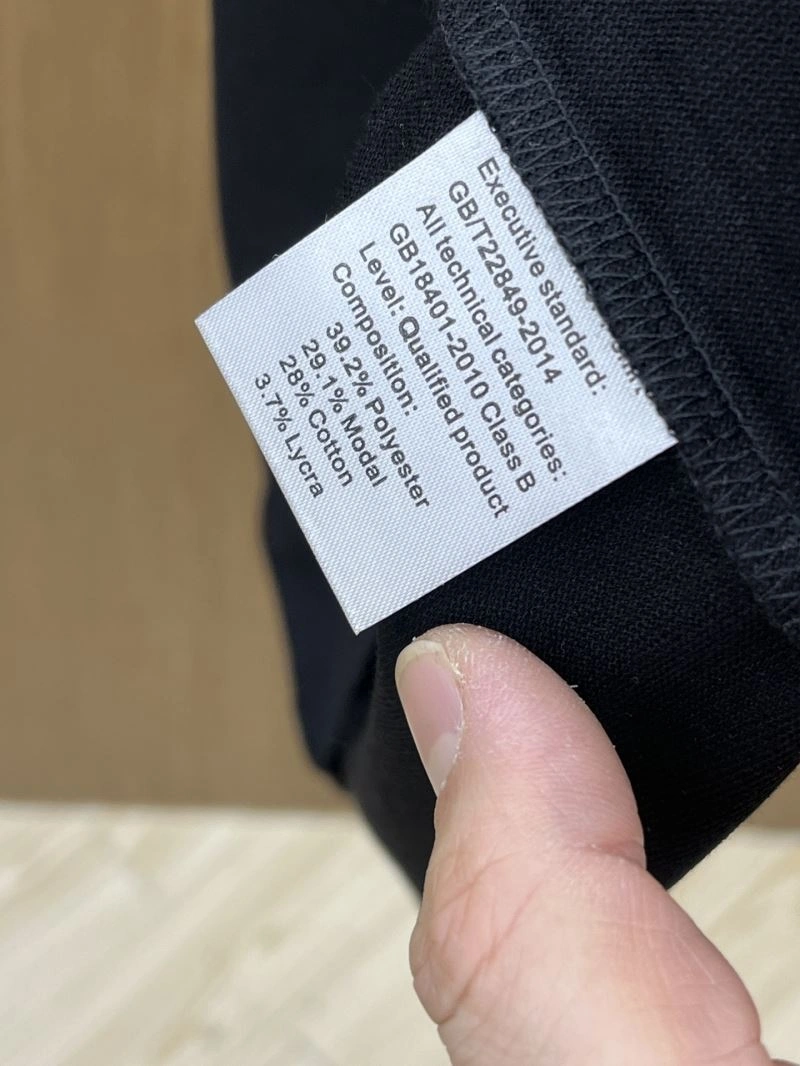 Executive standard:
GB/T22849-2014
All technical categories:
GB18401-2010 Class B
Level: Qualified product
Composition:
39.2% Polyester
29.1% Modal
28% Cotton
3.7% Lycra